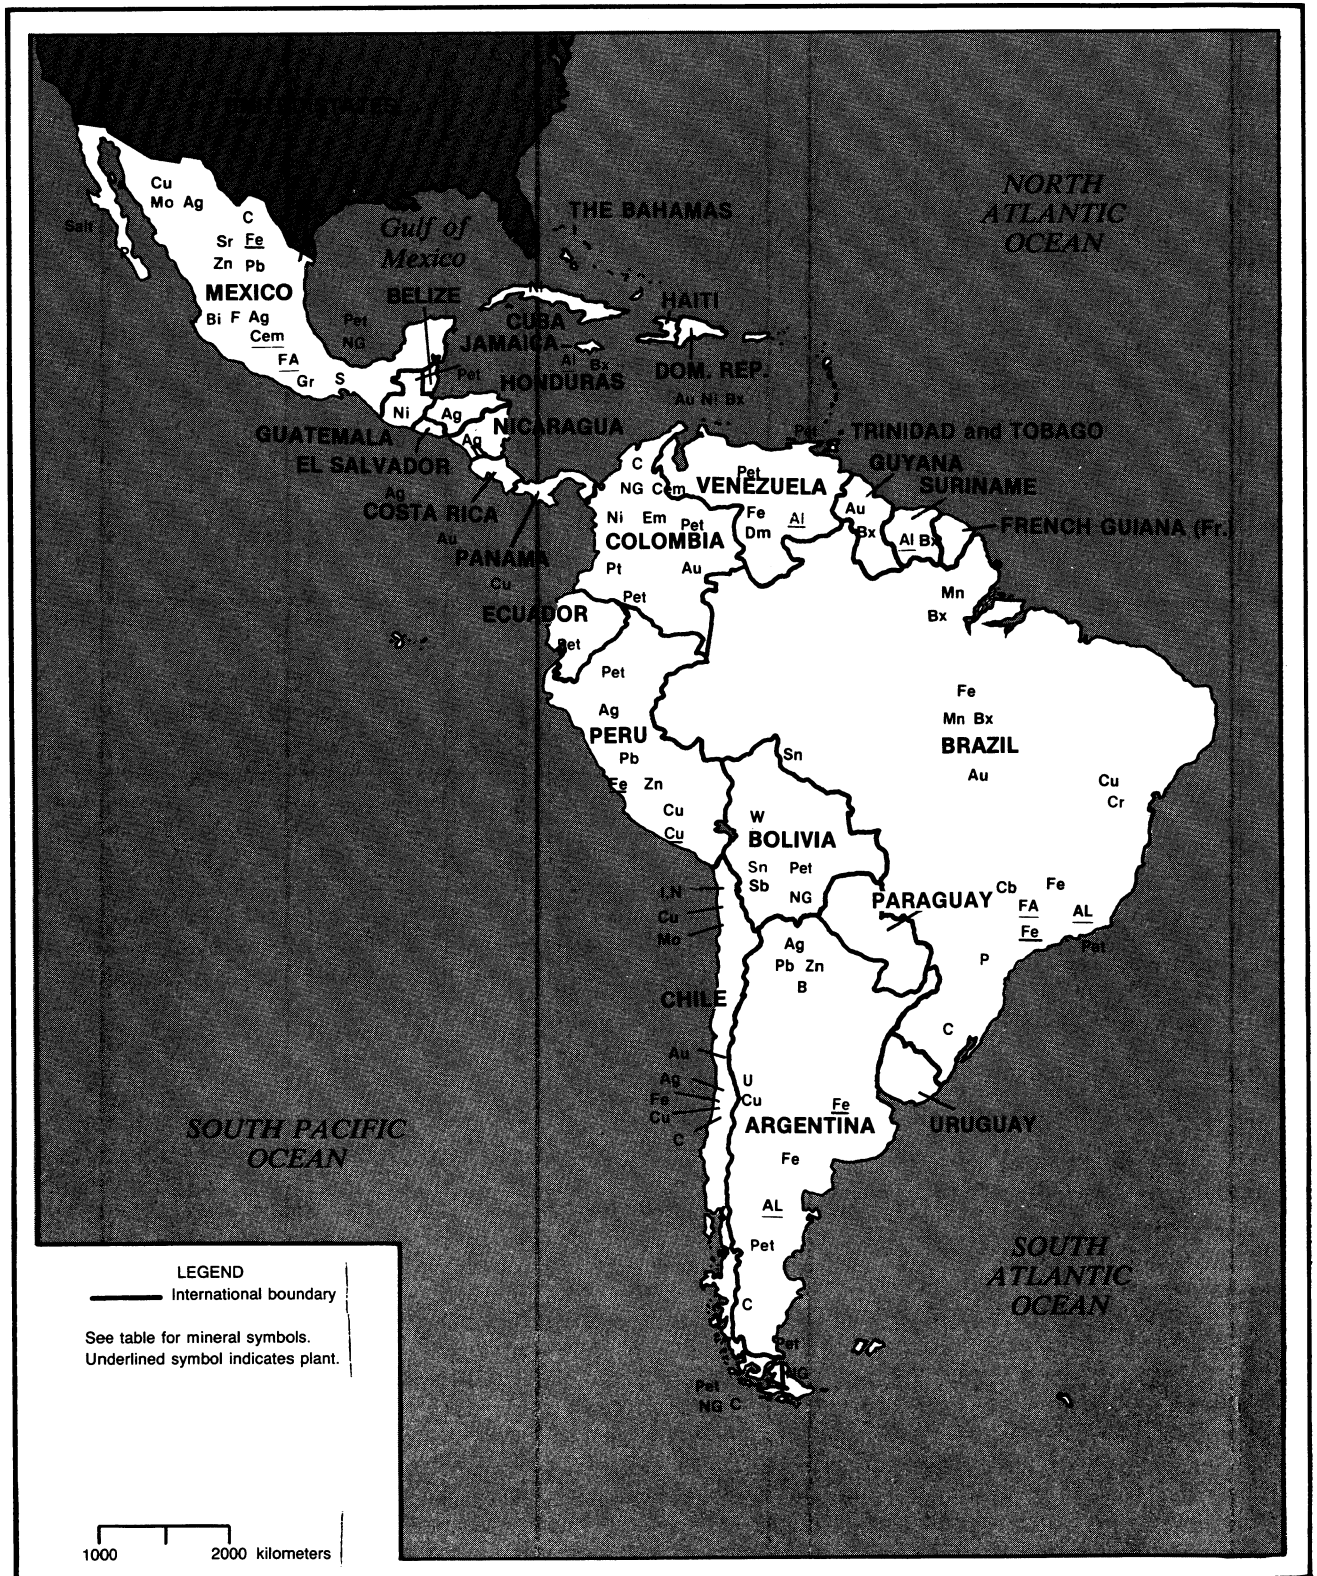 NORTH
ATLANTIC
OCEAN
Cu
Mo Ag
C
Sr Fe
Zn Pb
MEXICO
Bi F Ag
Cem
FA
Gr S
Salt
P
Gulf of
Mexico
Pet
NG
THE BAHAMAS
BELIZE
Ni
CUBA
HAITI
JAMAICA
Al Bx
DOM. REP.
Au Ni Bx
Pet
HONDURAS
Ni
Ag
NICARAGUA
Ag
GUATEMALA
EL SALVADOR
Ag
COSTA RICA
Au
PANAMA
Cu
Pet
TRINIDAD and TOBAGO
GUYANA
SURINAME
FRENCH GUIANA (Fr.
C
NG Cem
Pet
VENEZUELA
Fe
Dm
Al
Au
Bx
Al Bx
Ni Em Pet
COLOMBIA
Pt Au
Pet
ECUADOR
Pet
Mn
Bx
Pet
Ag
PERU
Pb
Fe Zn
Cu
Cu
Fe
Mn Bx
BRAZIL
Au
Cu
Cr
Sn
W
BOLIVIA
Sn Pet
Sb
NG
PARAGUAY
Cb Fe
FA AL
Fe
Pet
P
C
I,N
Cu
Mo
CHILE
Au
Ag
Fe
Cu
C
Ag
Pb Zn
B
U
Cu
Fe
ARGENTINA
Fe
AL
Pet
C
Pet
NG
Pet
NG C
URUGUAY
SOUTH PACIFIC
OCEAN
SOUTH
ATLANTIC
OCEAN
LEGEND
International boundary
See table for mineral symbols.
Underlined symbol indicates plant.
1000 2000 kilometers